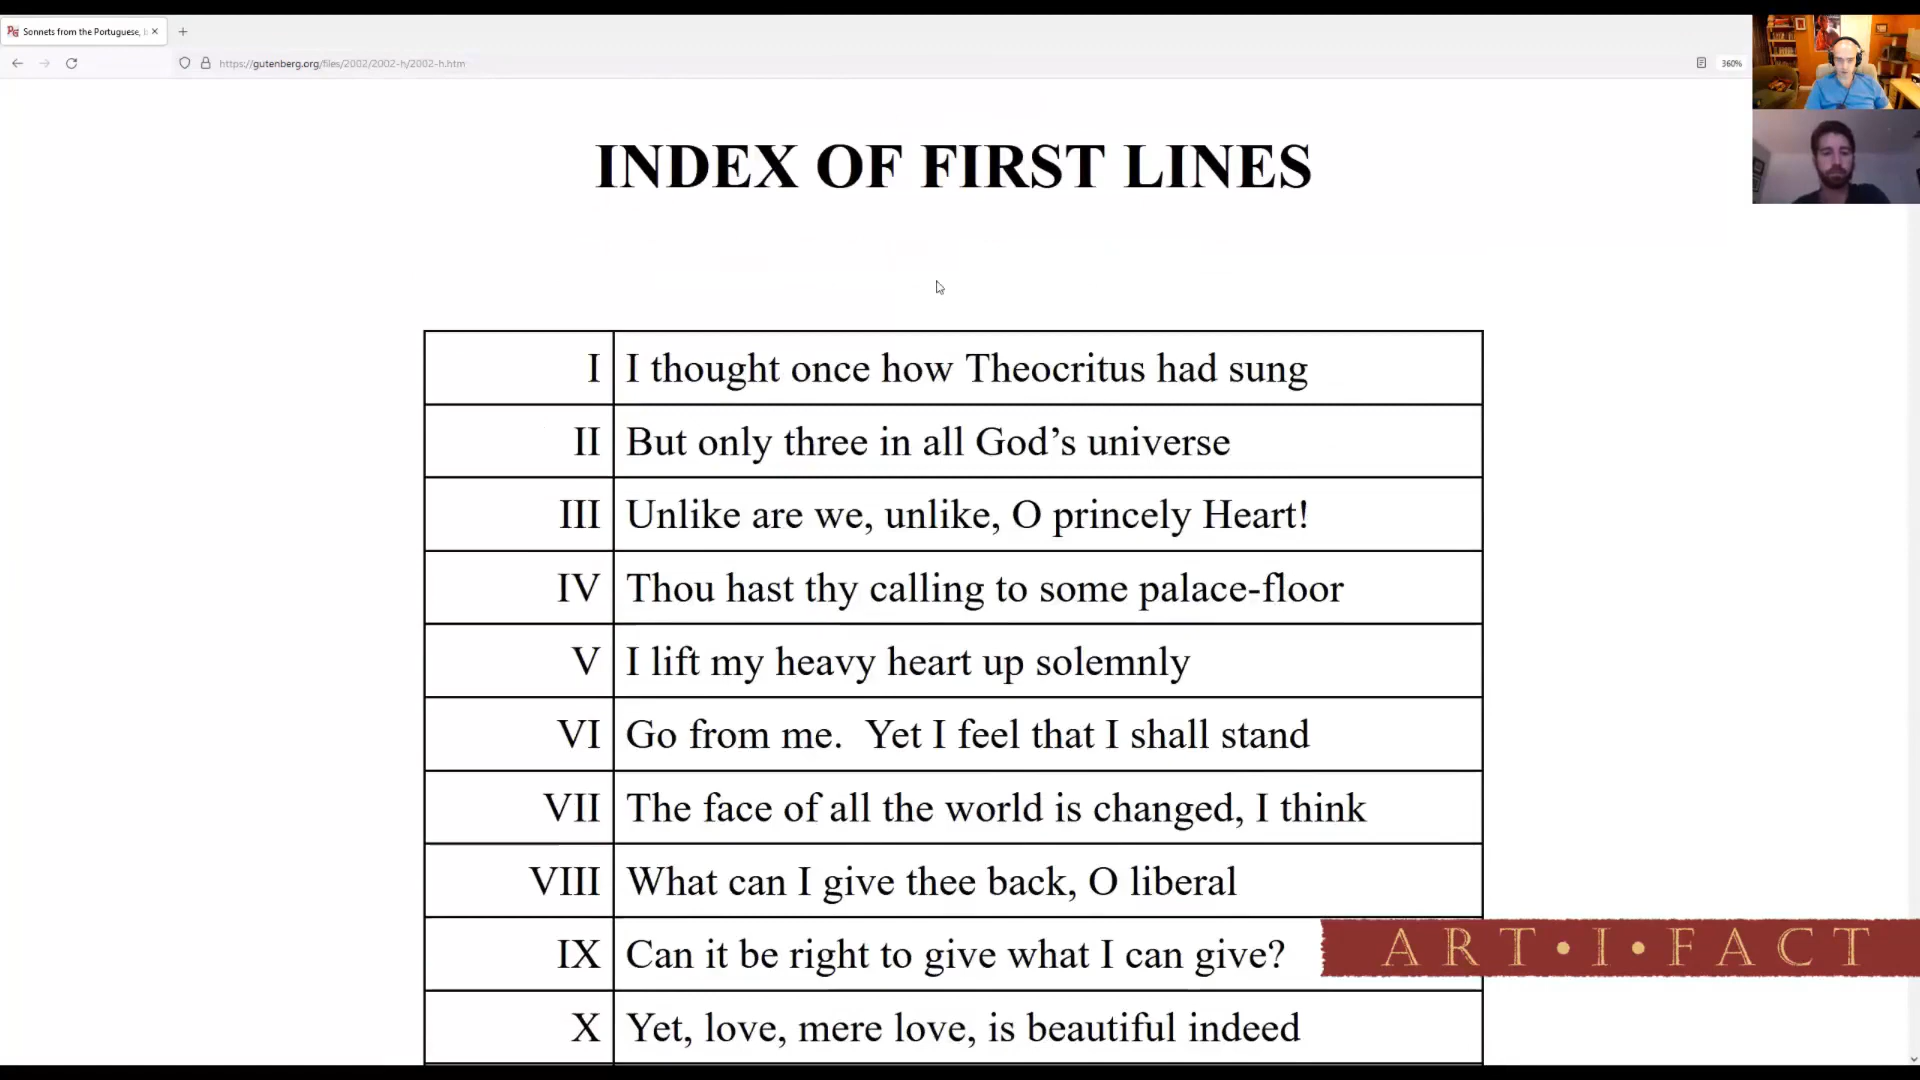 Sonnets from the Portuguese,
https://gutenberg.org/files/2002/2002-h/2002-h.htm
360%
INDEX OF FIRST LINES
I I thought once how Theocritus had sung
II But only three in all God’s universe
III Unlike are we, unlike, O princely Heart!
IV Thou hast thy calling to some palace-floor
V I lift my heavy heart up solemnly
VI Go from me.  Yet I feel that I shall stand
VII The face of all the world is changed, I think
VIII What can I give thee back, O liberal
IX Can it be right to give what I can give?
ART•I•FACT
X Yet, love, mere love, is beautiful indeed